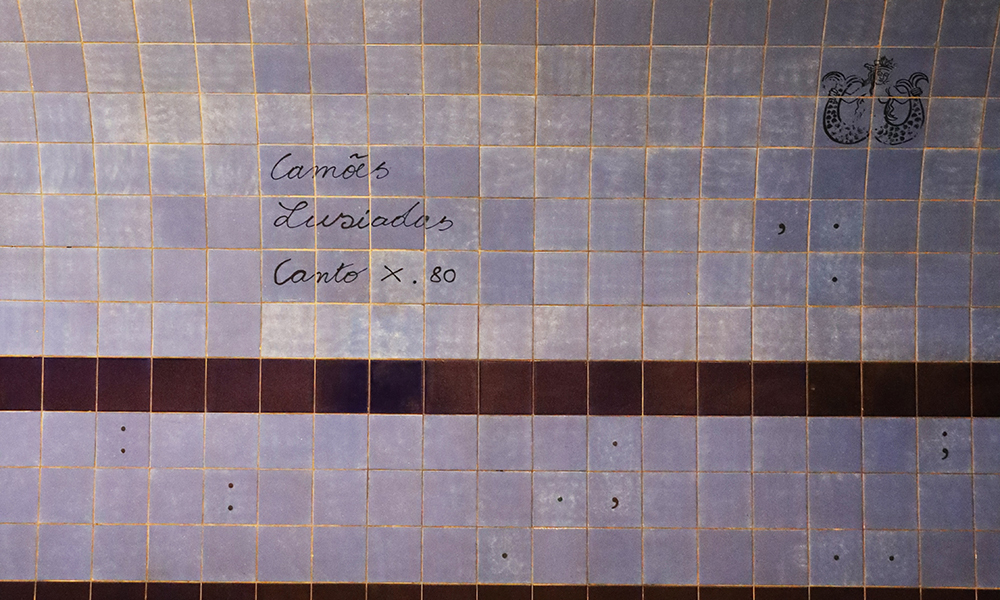 Camões
Lusiadas
Canto X. 80
, .
.
: . ;
: . ,
. . .